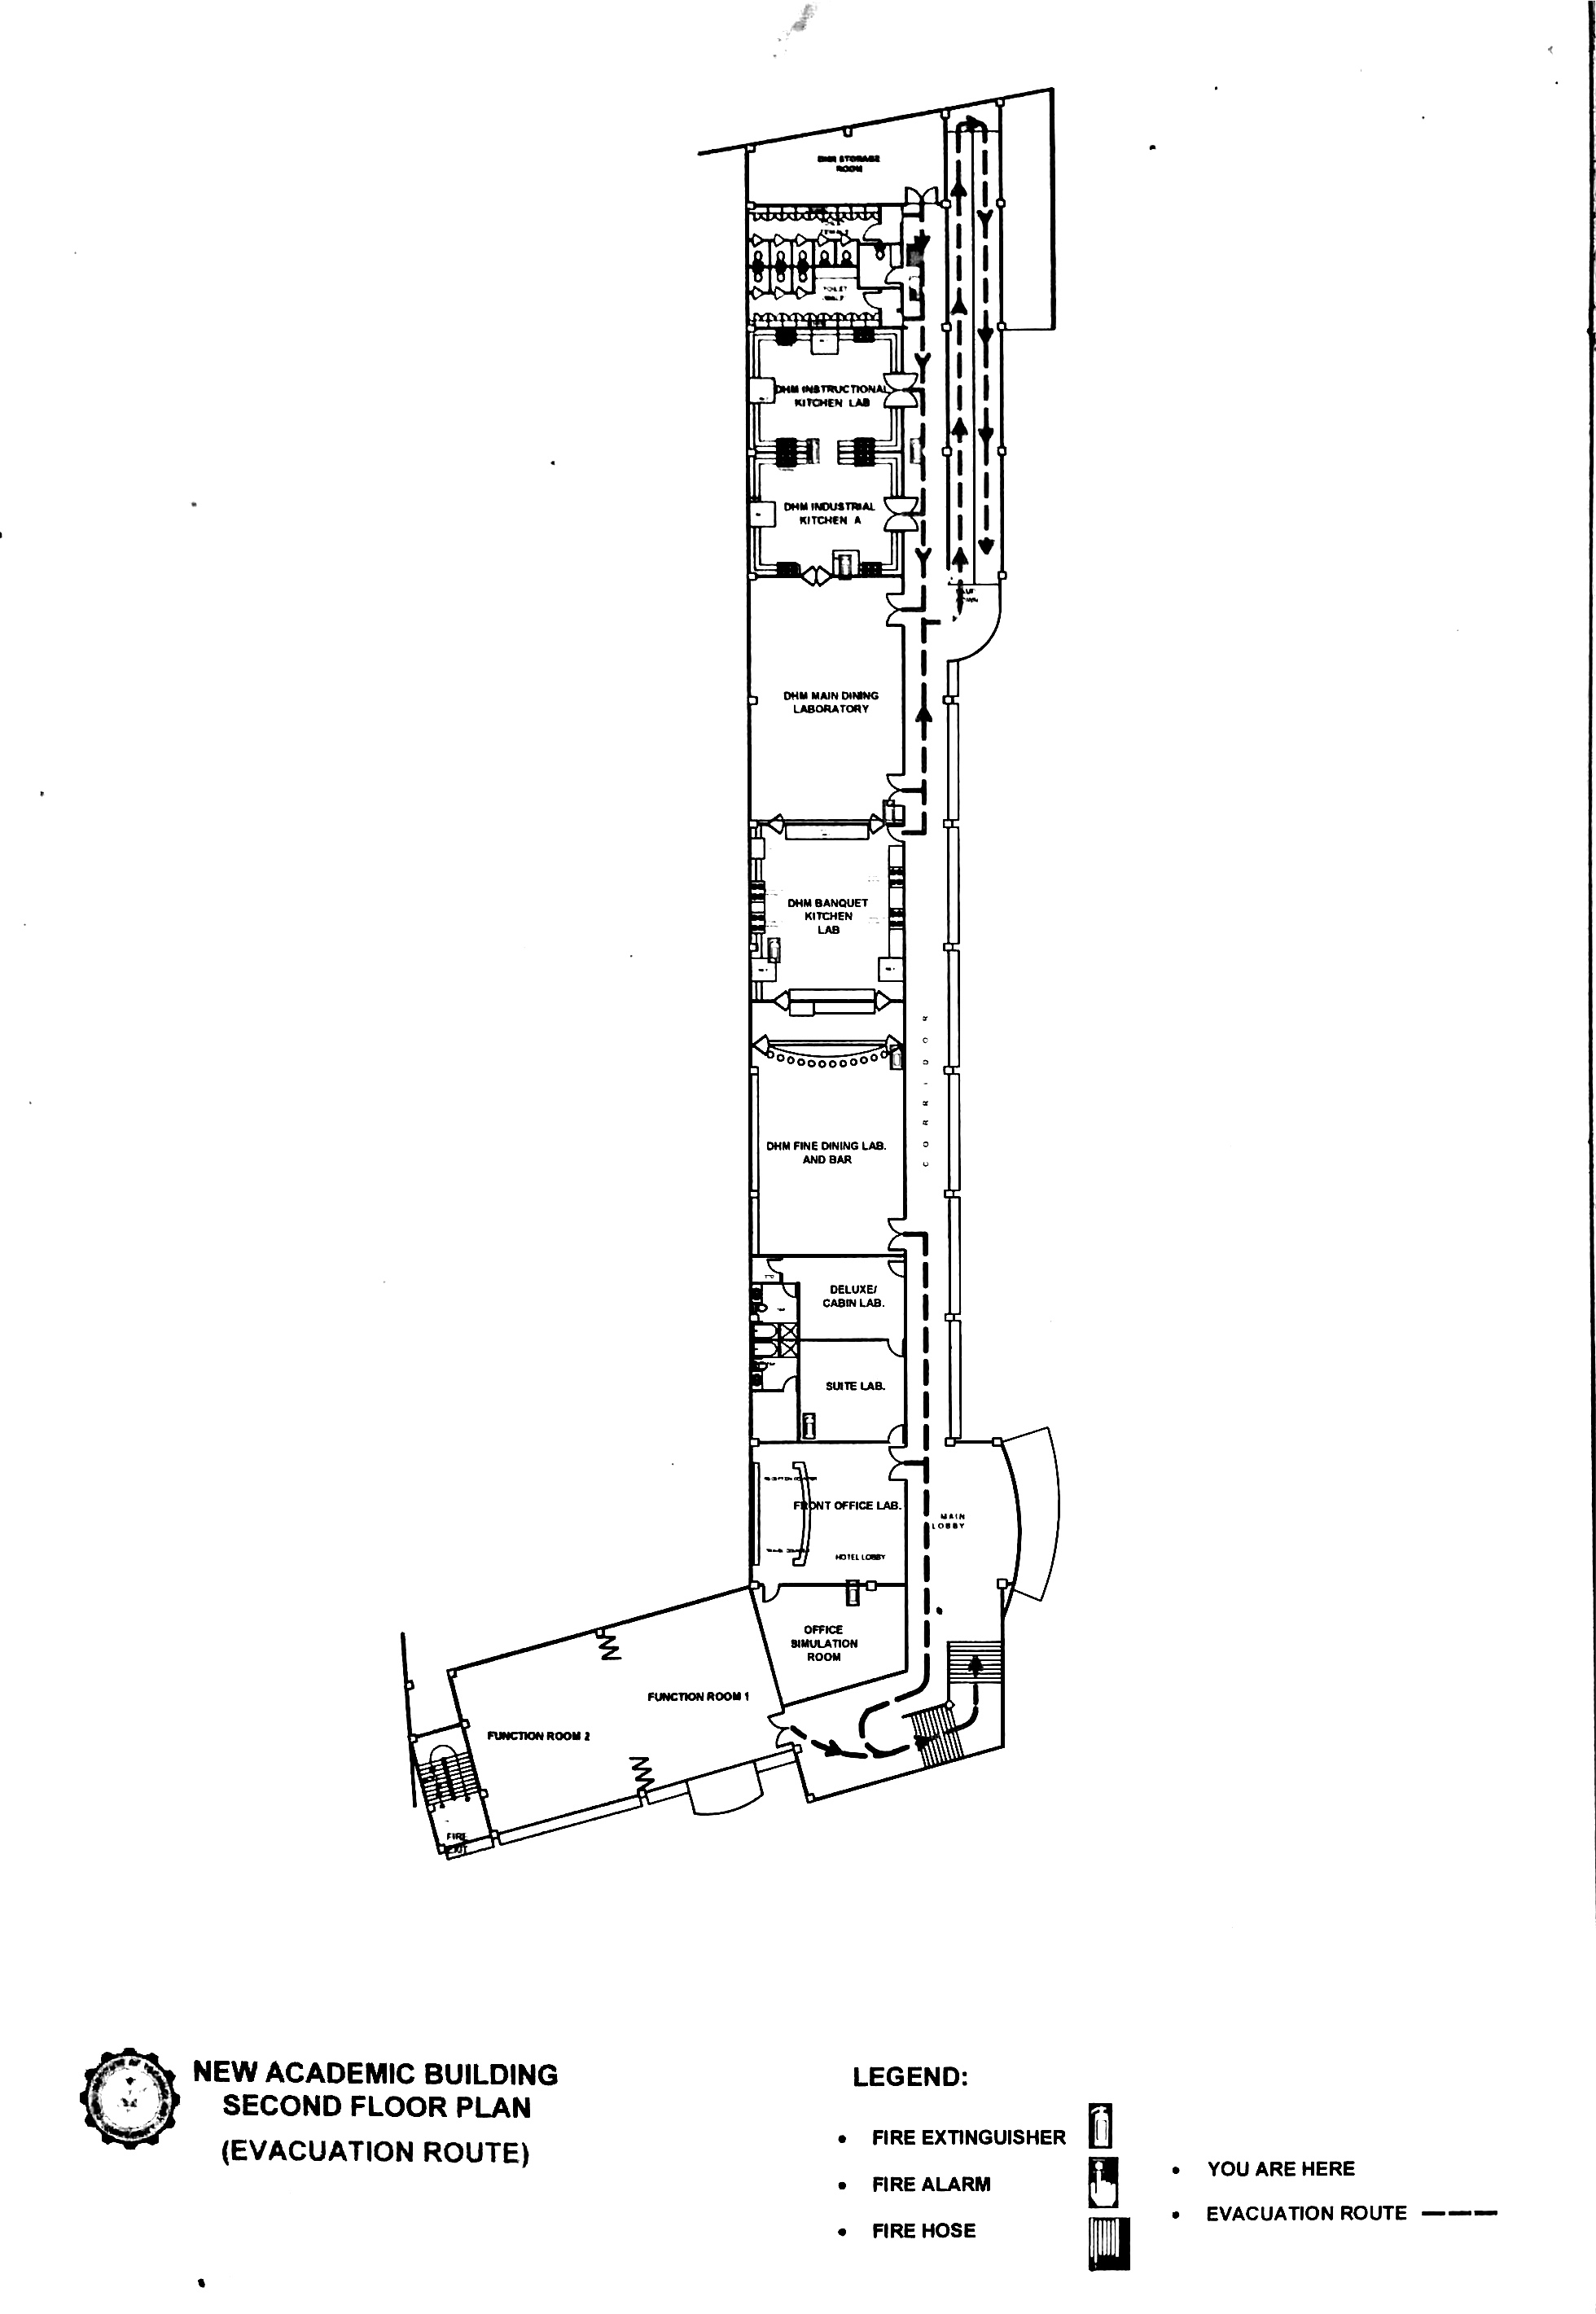 DHM STORAGE
ROOM
TOILET
DHM INSTRUCTIONAL
KITCHEN LAB
DHM INDUSTRIAL
KITCHEN A
DHM MAIN DINING
LABORATORY
DHM BANQUET
KITCHEN
LAB
CORRIDOR
DHM FINE DINING LAB.
AND BAR
DELUXE/
CABIN LAB.
SUITE LAB.
FRONT OFFICE LAB.
MAIN
LOBBY
HOTEL LOBBY
OFFICE
SIMULATION
ROOM
FUNCTION ROOM 1
FUNCTION ROOM 2
FIRE
EXIT
NEW ACADEMIC BUILDING
SECOND FLOOR PLAN
(EVACUATION ROUTE)
LEGEND:
• FIRE EXTINGUISHER
• FIRE ALARM
• FIRE HOSE
• YOU ARE HERE
• EVACUATION ROUTE